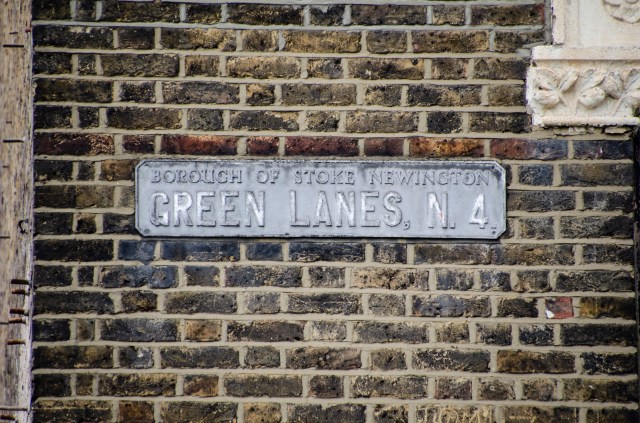 BOROUGH OF STOKE NEWINGTON
GREEN LANES, N. 4.